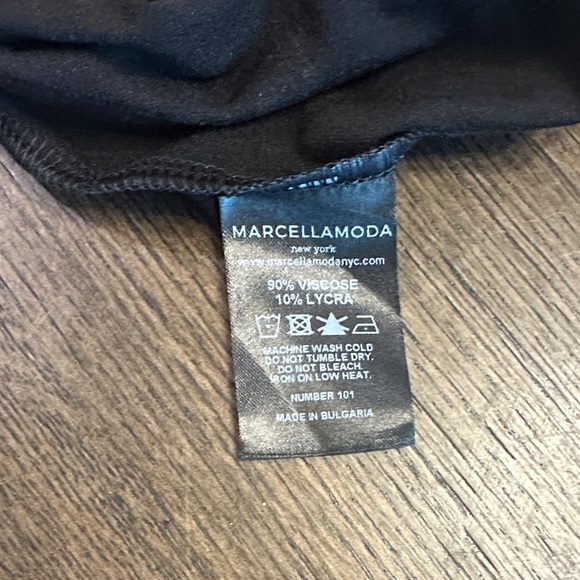 MARCELLAMODA
new york
www.marcellamodanyc.com
90% VISCOSE
10% LYCRA
MACHINE WASH COLD
DO NOT TUMBLE DRY.
DO NOT BLEACH.
IRON ON LOW HEAT.
NUMBER 101
MADE IN BULGARIA